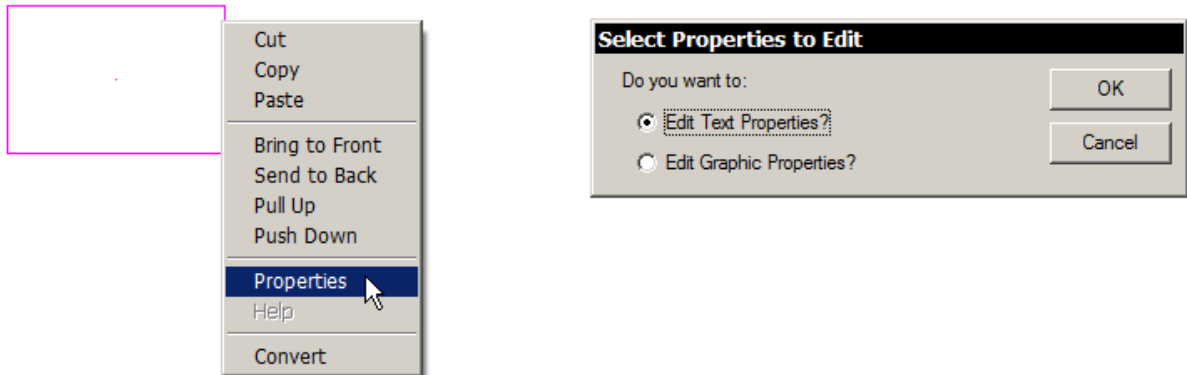 Cut
Copy
Paste
Bring to Front
Send to Back
Pull Up
Push Down
Properties
Help
Convert
Select Properties to Edit
Do you want to:
Edit Text Properties?
Edit Graphic Properties?
OK
Cancel